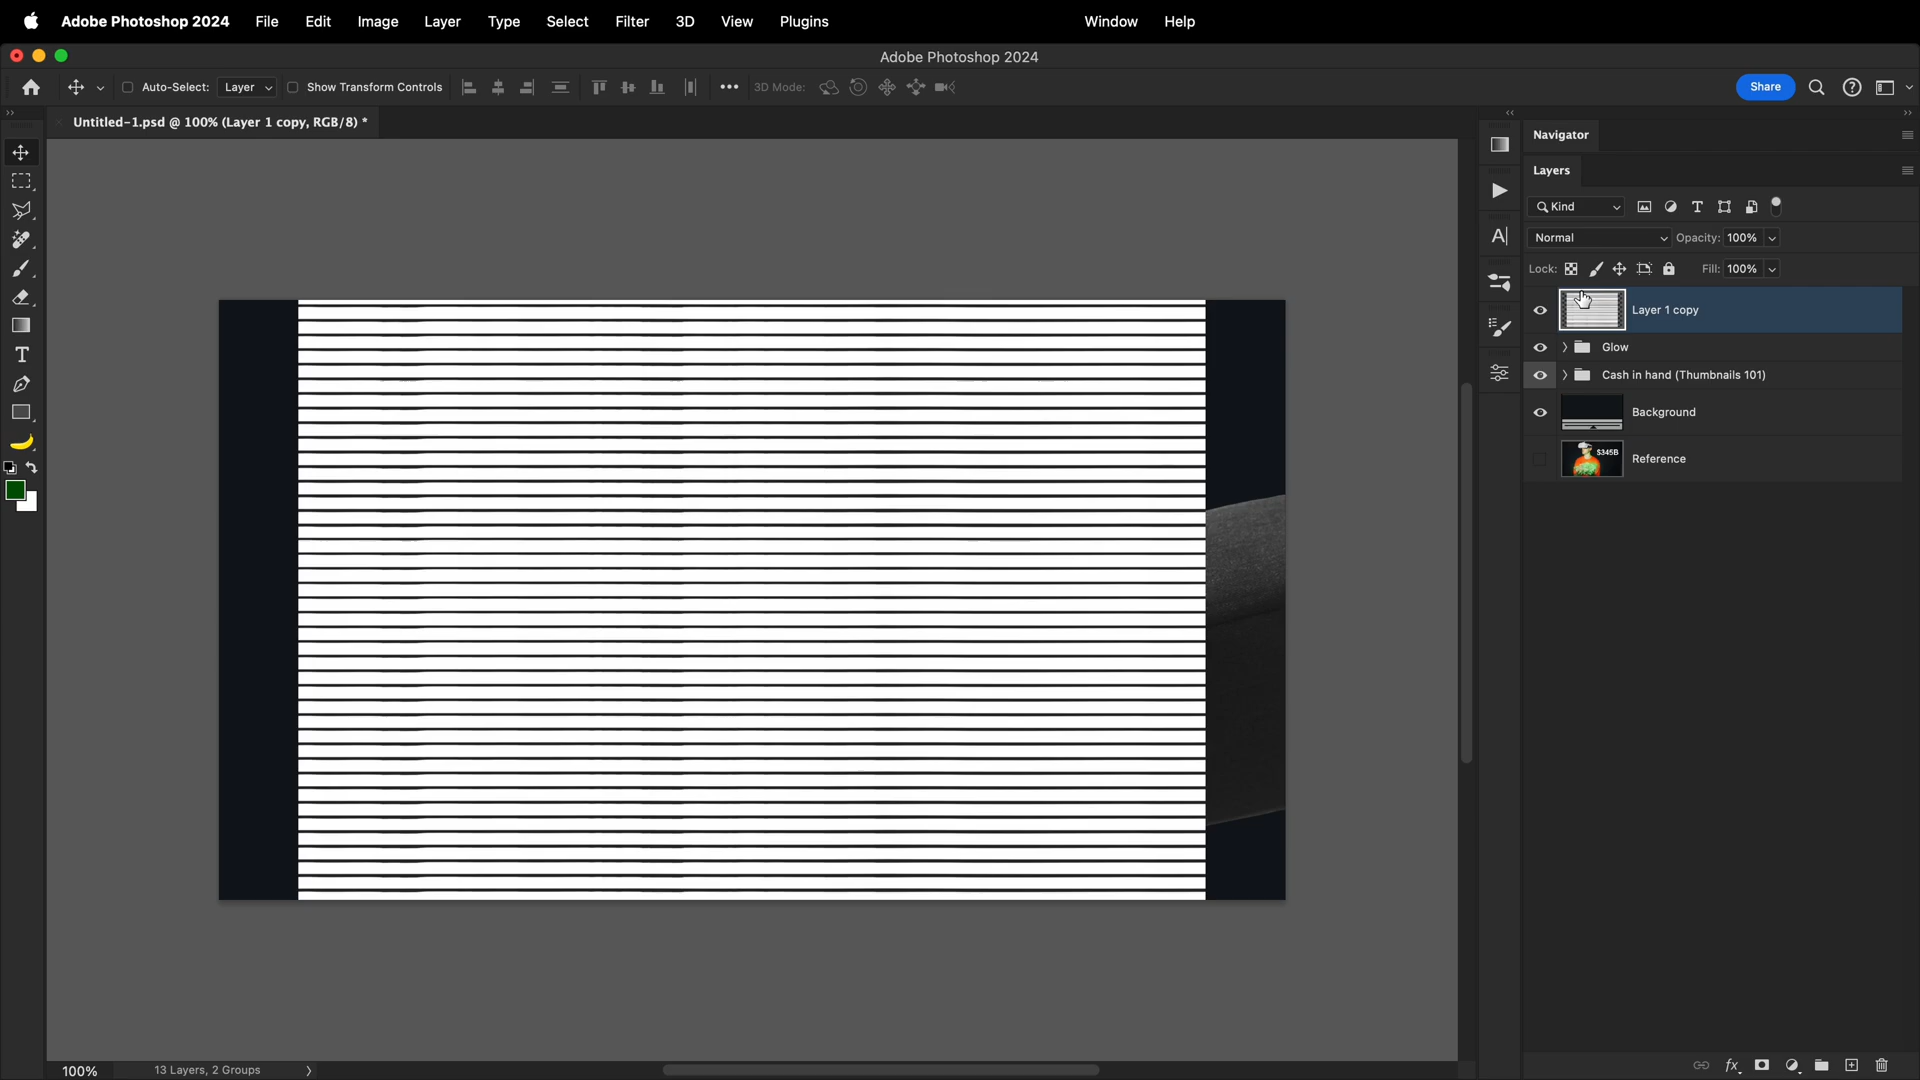 Adobe Photoshop 2024 File Edit Image Layer Type Select Filter 3D View Plugins Window Help
Adobe Photoshop 2024
Auto-Select: Layer Show Transform Controls 3D Mode: Share
Untitled-1.psd @ 100% (Layer 1 copy, RGB/8) *
Navigator
Layers
Kind
Normal Opacity: 100%
Lock: Fill: 100%
Layer 1 copy
Glow
Cash in hand (Thumbnails 101)
Background
$345B
Reference
100% 13 Layers, 2 Groups